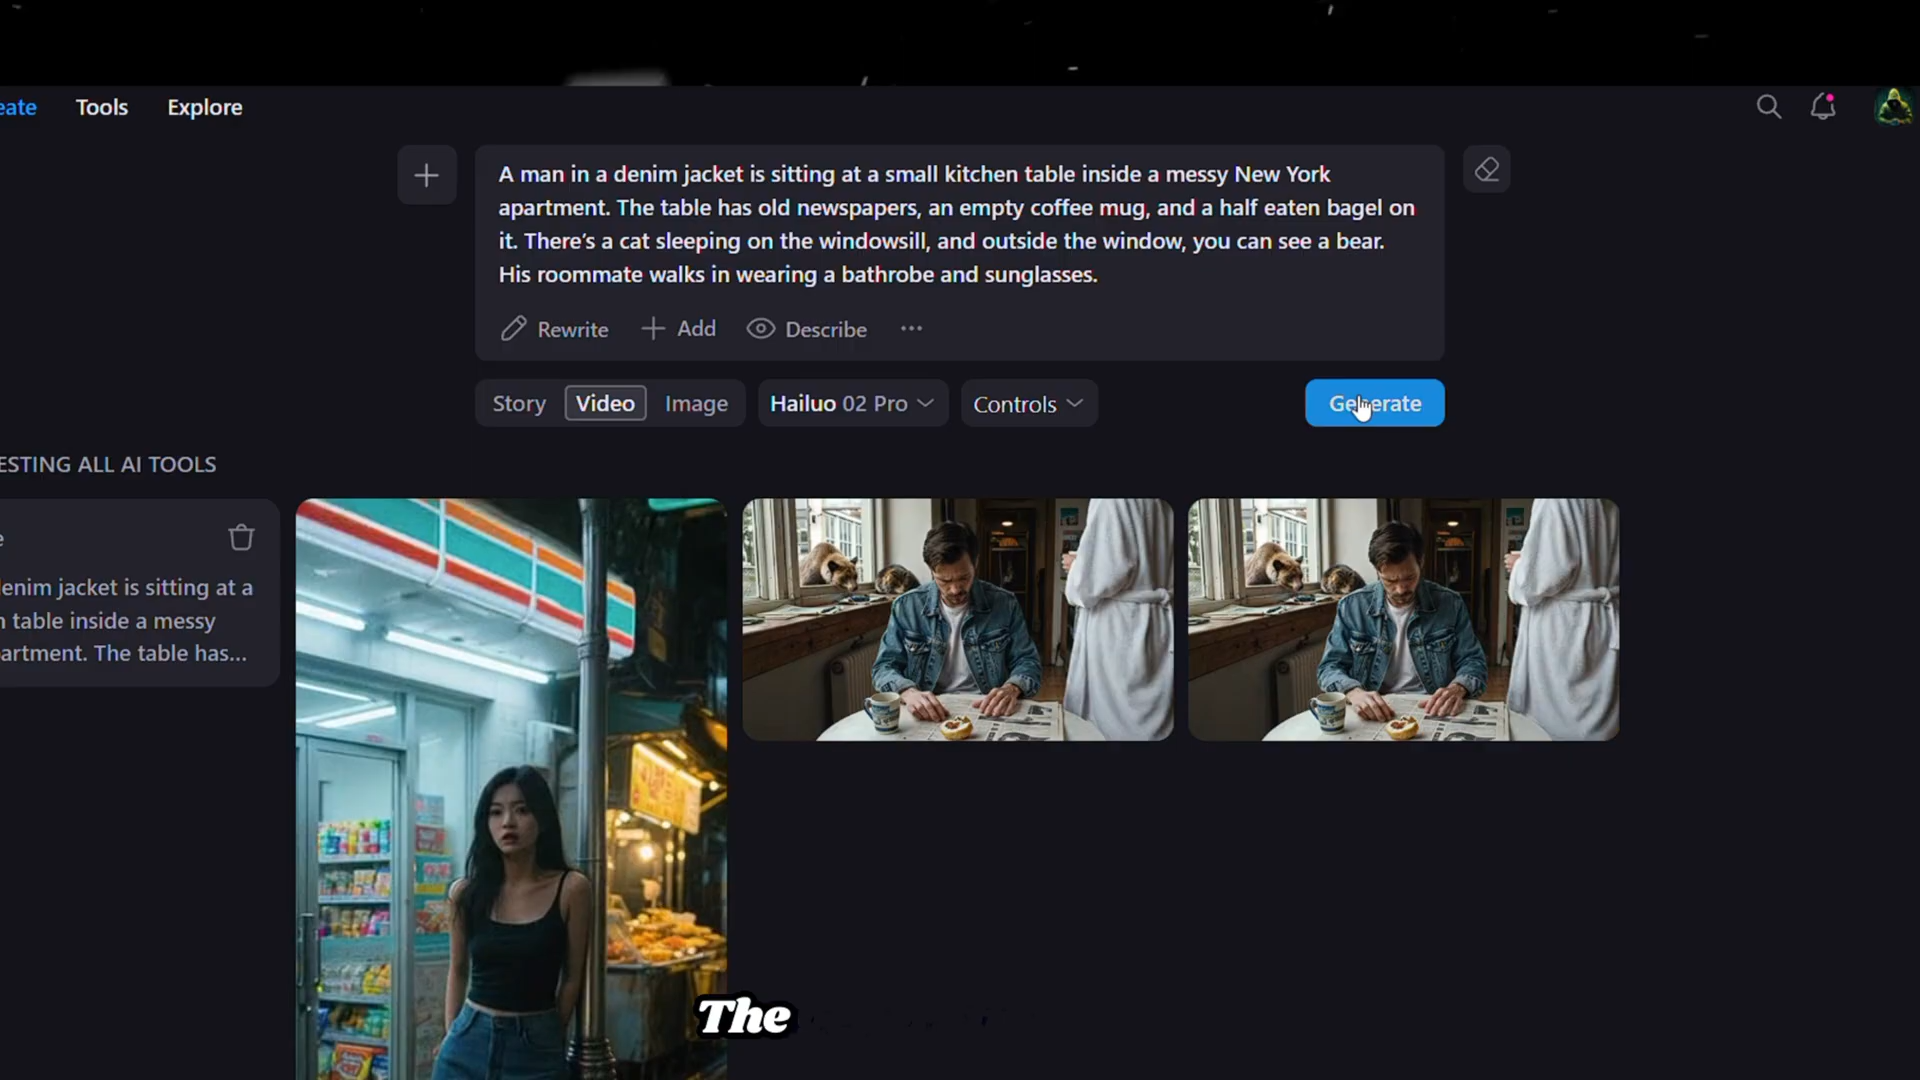 eate Tools Explore
A man in a denim jacket is sitting at a small kitchen table inside a messy New York
apartment. The table has old newspapers, an empty coffee mug, and a half eaten bagel on
it. There’s a cat sleeping on the windowsill, and outside the window, you can see a bear.
His roommate walks in wearing a bathrobe and sunglasses.
Rewrite Add Describe ...
Story Video Image Hailuo 02 Pro Controls Generate
ESTING ALL AI TOOLS
e
denim jacket is sitting at a
n table inside a messy
partment. The table has...
The